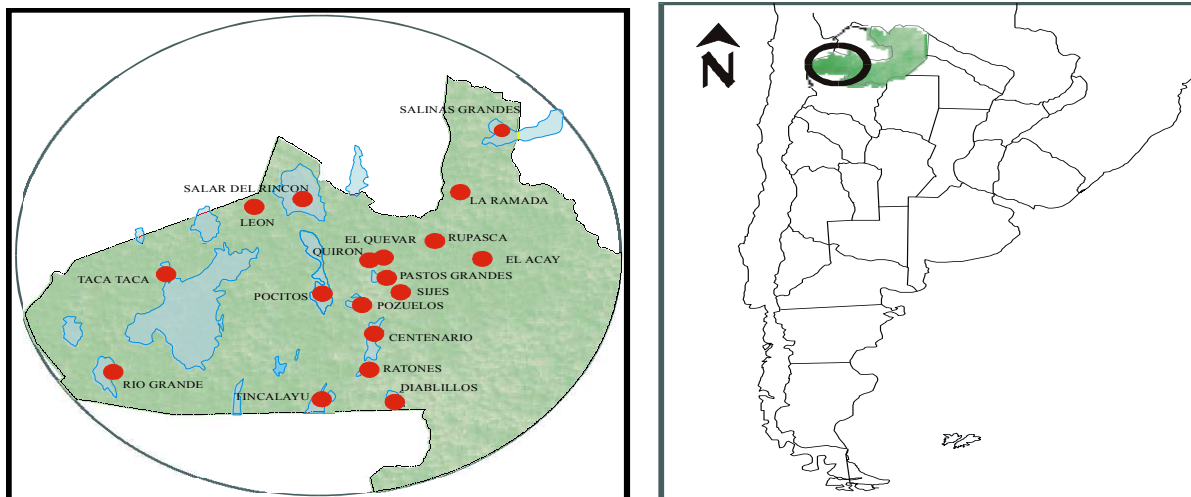 SALINAS GRANDES
SALAR DEL RINCON
LA RAMADA
LEON
EL QUEVAR
RUPASCA
QUIRON
EL ACAY
TACA TACA
PASTOS GRANDES
POCITOS
SIJES
POZUELOS
CENTENARIO
RATONES
RIO GRANDE
DIABLILLOS
TINCALAYU
N